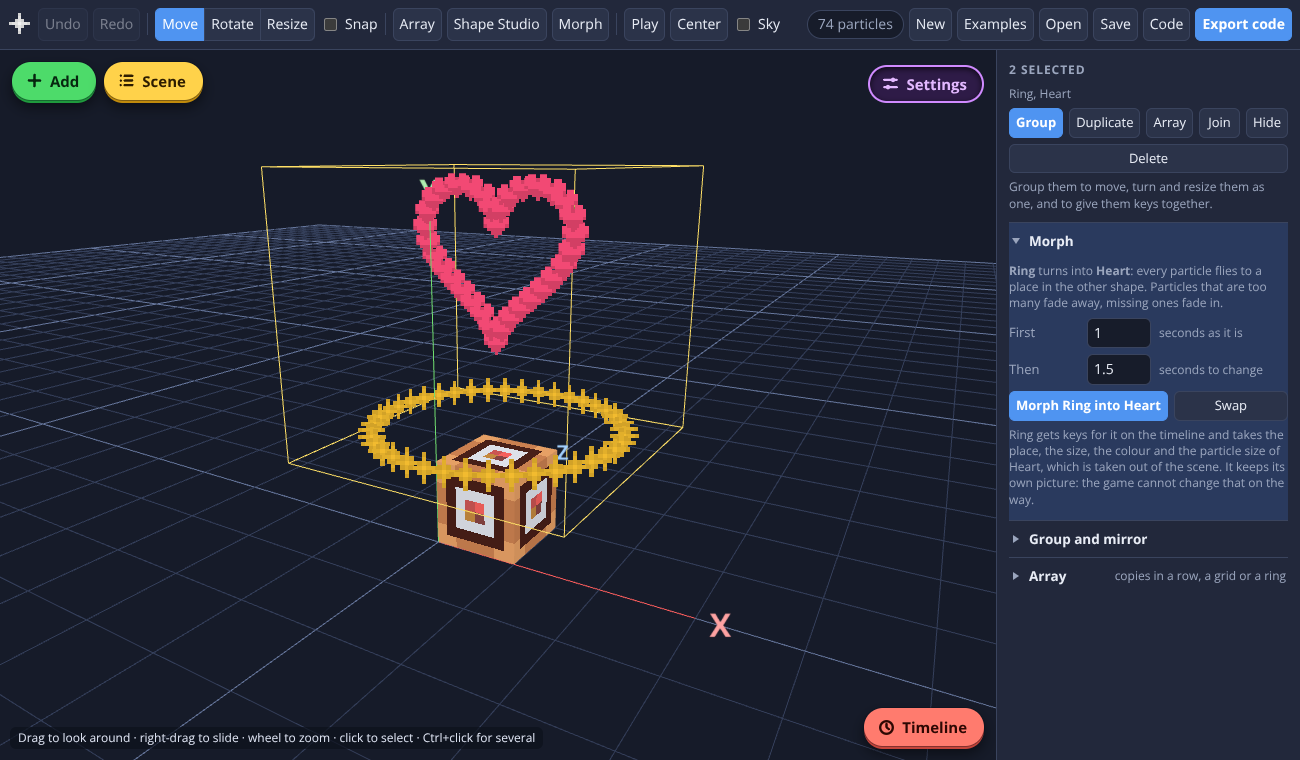 Undo Redo Move Rotate Resize Snap Array Shape Studio Morph Play Center Sky 74 particles New Examples Open Save Code Export code
Add Scene Settings
2 SELECTED
Ring, Heart
Group Duplicate Array Join Hide
Delete
Group them to move, turn and resize them as
one, and to give them keys together.
Morph
Ring turns into Heart: every particle flies to a
place in the other shape. Particles that are too
many fade away, missing ones fade in.
First 1 seconds as it is
Then 1.5 seconds to change
Morph Ring into Heart Swap
Ring gets keys for it on the timeline and takes the
place, the size, the colour and the particle size of
Heart, which is taken out of the scene. It keeps its
own picture: the game cannot change that on the
way.
Group and mirror
Array copies in a row, a grid or a ring
Y
Z
X
Timeline
Drag to look around · right-drag to slide · wheel to zoom · click to select · Ctrl+click for several